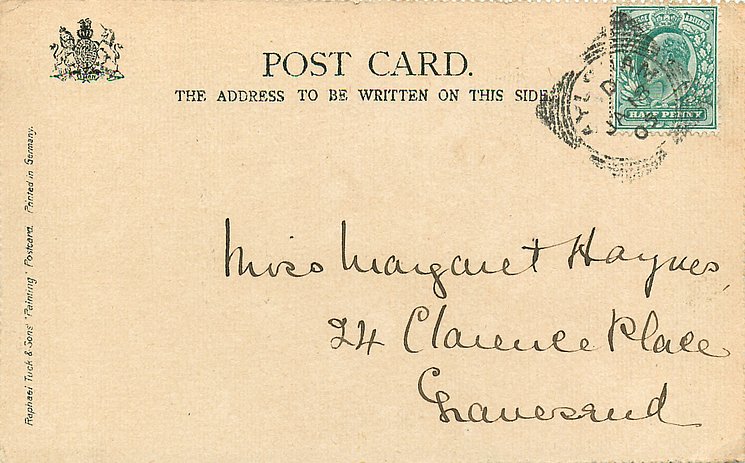 POST CARD.
THE ADDRESS TO BE WRITTEN ON THIS SIDE
HALF PENNY
Miss Margaret Haynes
24 Clarence Place
Gravesend
Raphael Tuck & Sons' "Painting" Postcard. Printed in Germany.